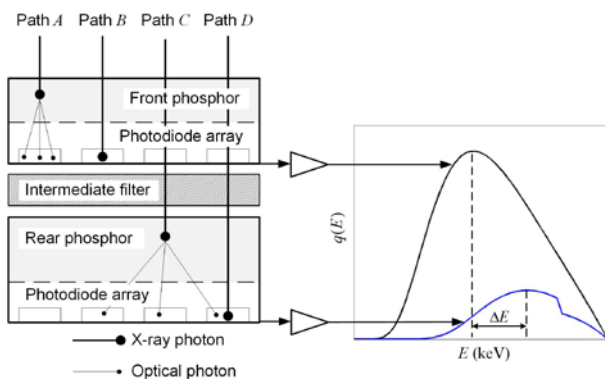 Path A Path B Path C Path D
Front phosphor
Photodiode array
Intermediate filter
Rear phosphor
Photodiode array
X-ray photon
Optical photon
q(E)
ΔE
E (keV)